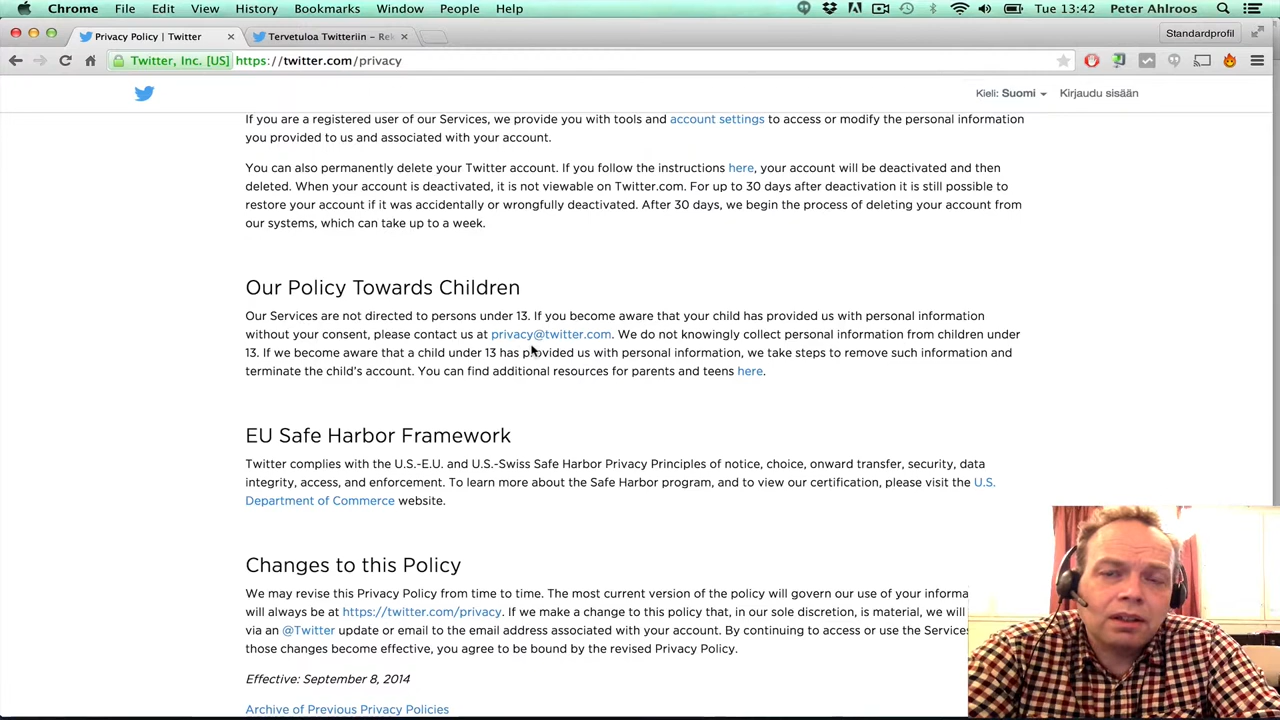 Chrome File Edit View History Bookmarks Window People Help Tue 13:42 Peter Ahlroos
Privacy Policy | Twitter Tervetuloa Twitteriin – Rek Standardprofil
Twitter, Inc. [US] https://twitter.com/privacy
Kieli: Suomi Kirjaudu sisään
If you are a registered user of our Services, we provide you with tools and account settings to access or modify the personal information
you provided to us and associated with your account.
You can also permanently delete your Twitter account. If you follow the instructions here, your account will be deactivated and then
deleted. When your account is deactivated, it is not viewable on Twitter.com. For up to 30 days after deactivation it is still possible to
restore your account if it was accidentally or wrongfully deactivated. After 30 days, we begin the process of deleting your account from
our systems, which can take up to a week.
Our Policy Towards Children
Our Services are not directed to persons under 13. If you become aware that your child has provided us with personal information
without your consent, please contact us at privacy@twitter.com. We do not knowingly collect personal information from children under
13. If we become aware that a child under 13 has provided us with personal information, we take steps to remove such information and
terminate the child's account. You can find additional resources for parents and teens here.
EU Safe Harbor Framework
Twitter complies with the U.S.-E.U. and U.S.-Swiss Safe Harbor Privacy Principles of notice, choice, onward transfer, security, data
integrity, access, and enforcement. To learn more about the Safe Harbor program, and to view our certification, please visit the U.S.
Department of Commerce website.
Changes to this Policy
We may revise this Privacy Policy from time to time. The most current version of the policy will govern our use of your informa
will always be at https://twitter.com/privacy. If we make a change to this policy that, in our sole discretion, is material, we will
via an @Twitter update or email to the email address associated with your account. By continuing to access or use the Services
those changes become effective, you agree to be bound by the revised Privacy Policy.
Effective: September 8, 2014
Archive of Previous Privacy Policies